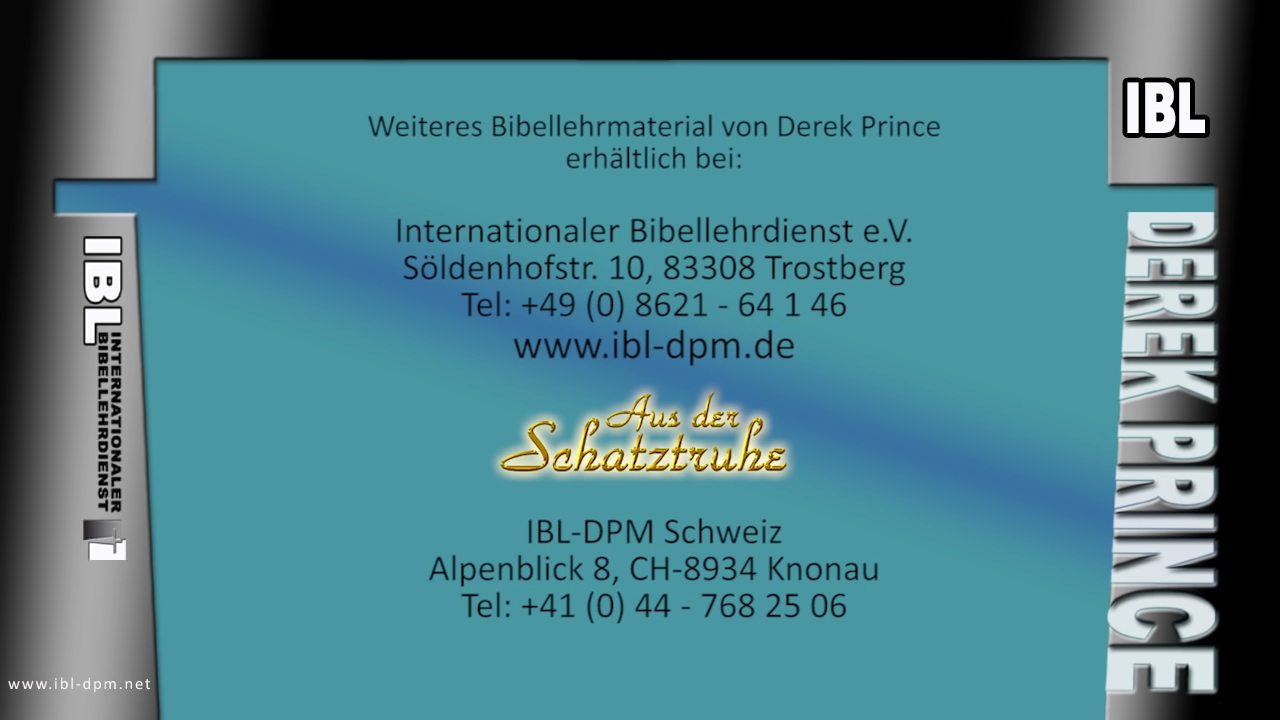 Weiteres Bibellehrmaterial von Derek Prince
erhältlich bei:
Internationaler Bibellehrdienst e.V.
Söldenhofstr. 10, 83308 Trostberg
Tel: +49 (0) 8621 - 64 1 46
www.ibl-dpm.de
Aus der
Schatztruhe
IBL-DPM Schweiz
Alpenblick 8, CH-8934 Knonau
Tel: +41 (0) 44 - 768 25 06
IBL
DEREK PRINCE
IBL
INTERNATIONALER
BIBELLEHRDIENST
www.ibl-dpm.net